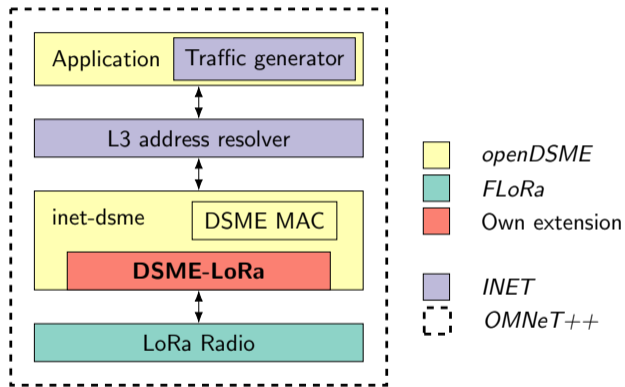 Application
Traffic generator
L3 address resolver
inet-dsme
DSME MAC
DSME-LoRa
LoRa Radio
openDSME
FLoRa
Own extension
INET
OMNeT++